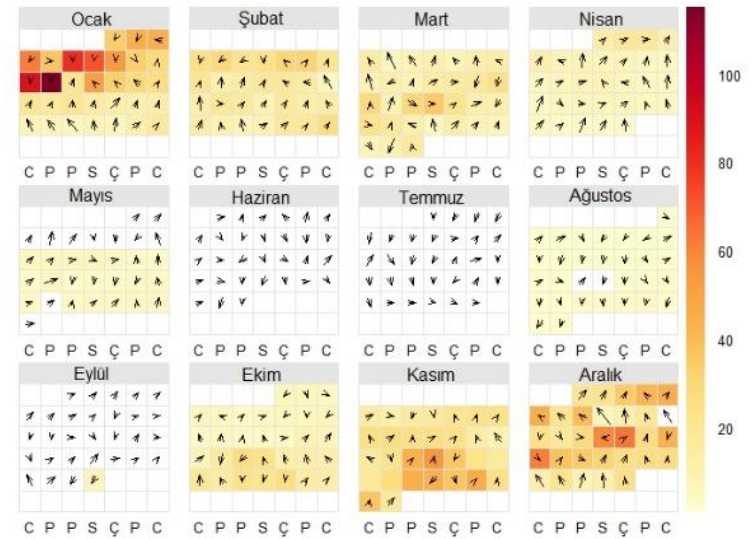 Ocak Şubat Mart Nisan
100
80
C P P S Ç P C C P P S Ç P C C P P S Ç P C C P P S Ç P C
Mayıs Haziran Temmuz Ağustos
60
40
C P P S Ç P C C P P S Ç P C C P P S Ç P C C P P S Ç P C
Eylül Ekim Kasım Aralık
20
C P P S Ç P C C P P S Ç P C C P P S Ç P C C P P S Ç P C